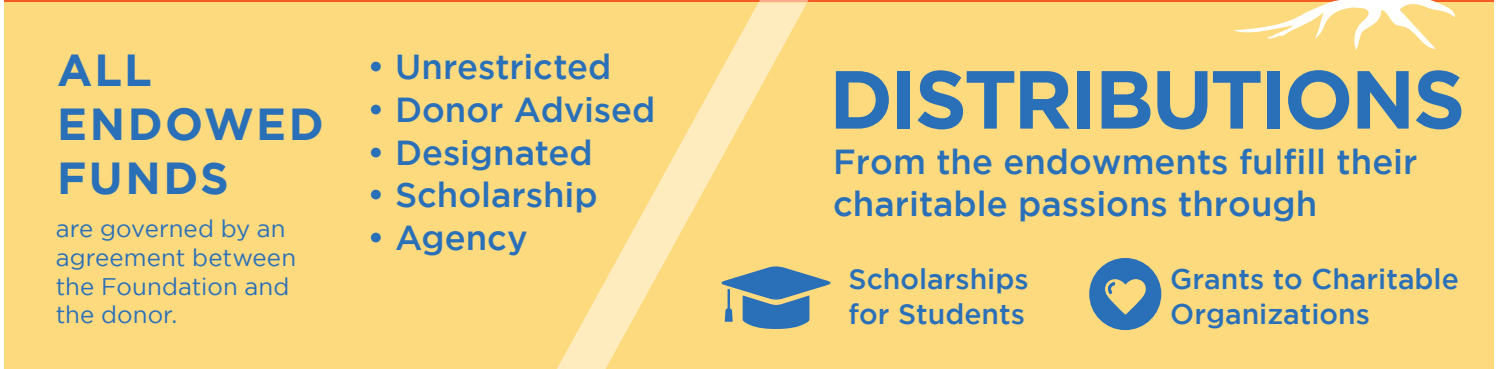 ALL
ENDOWED
FUNDS
are governed by an
agreement between
the Foundation and
the donor.
• Unrestricted
• Donor Advised
• Designated
• Scholarship
• Agency
DISTRIBUTIONS
From the endowments fulfill their
charitable passions through
Scholarships
for Students
Grants to Charitable
Organizations